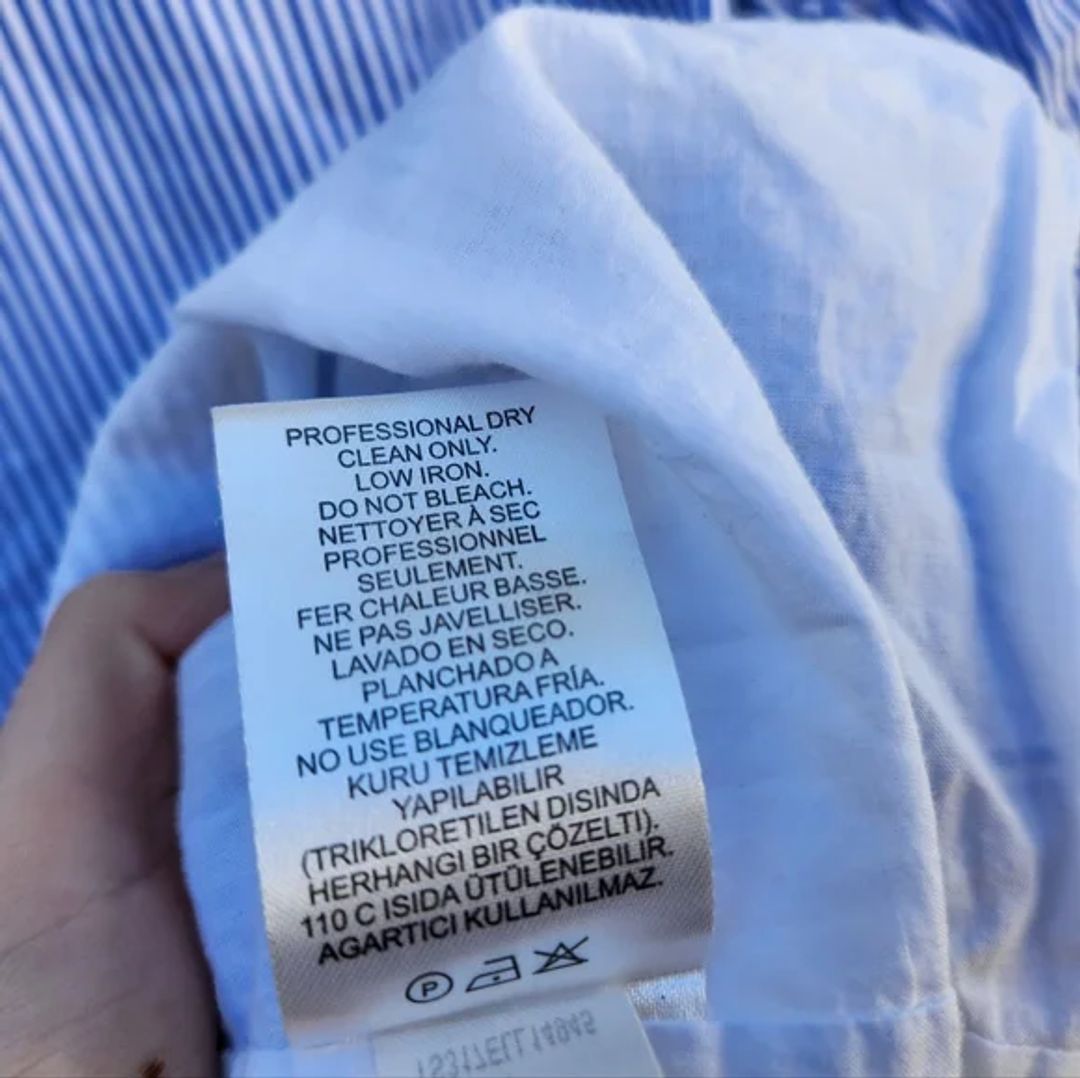 PROFESSIONAL DRY
CLEAN ONLY.
LOW IRON.
DO NOT BLEACH.
NETTOYER À SEC
PROFESSIONNEL
SEULEMENT.
FER CHALEUR BASSE.
NE PAS JAVELLISER.
LAVADO EN SECO.
PLANCHADO A
TEMPERATURA FRÍA.
NO USE BLANQUEADOR.
KURU TEMIZLEME
YAPILABILIR
(TRIKLORETILEN DISINDA
HERHANGI BIR ÇÖZELTI).
110 C ISIDA ÜTÜLENEBILIR.
AGARTICI KULLANILMAZ.
P